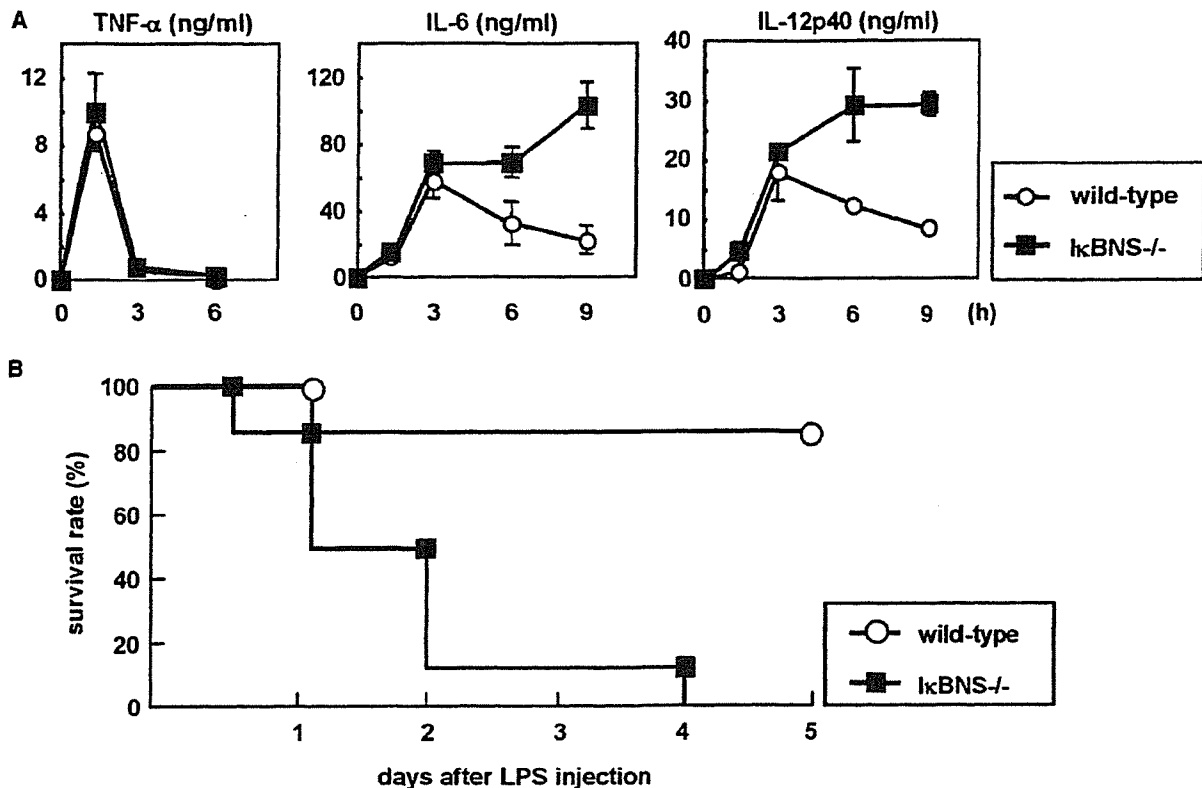 A
TNF-α (ng/ml)
IL-6 (ng/ml)
IL-12p40 (ng/ml)
12
8
4
0
0 3 6
120
80
40
0
0 3 6 9
40
30
20
10
0
0 3 6 9 (h)
wild-type
IκBNS-/-
B
survival rate (%)
100
80
60
40
20
0
1 2 3 4 5
days after LPS injection
wild-type
IκBNS-/-